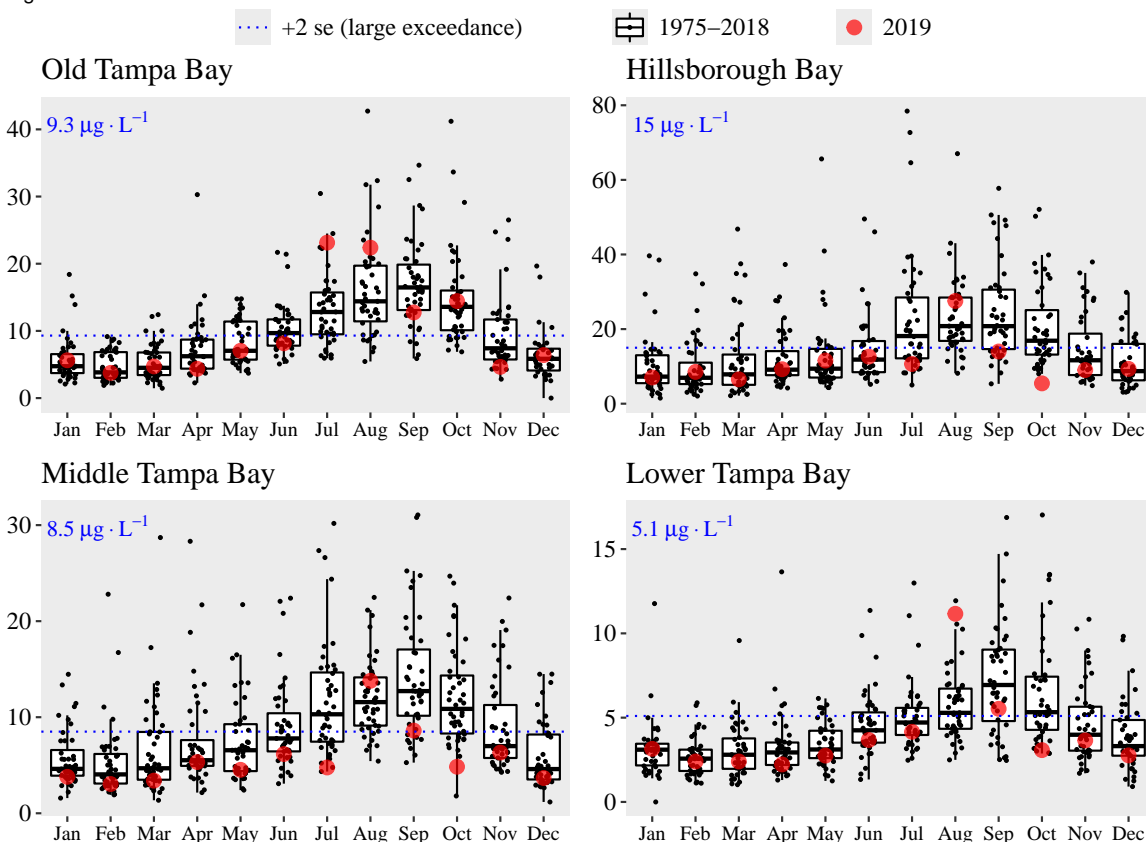 +2 se (large exceedance) 1975−2018 2019
Old Tampa Bay
9.3 μg · L⁻¹
40
30
20
10
0
Jan Feb Mar Apr May Jun Jul Aug Sep Oct Nov Dec
Hillsborough Bay
15 μg · L⁻¹
80
60
40
20
0
Jan Feb Mar Apr May Jun Jul Aug Sep Oct Nov Dec
Middle Tampa Bay
8.5 μg · L⁻¹
30
20
10
0
Jan Feb Mar Apr May Jun Jul Aug Sep Oct Nov Dec
Lower Tampa Bay
5.1 μg · L⁻¹
15
10
5
0
Jan Feb Mar Apr May Jun Jul Aug Sep Oct Nov Dec